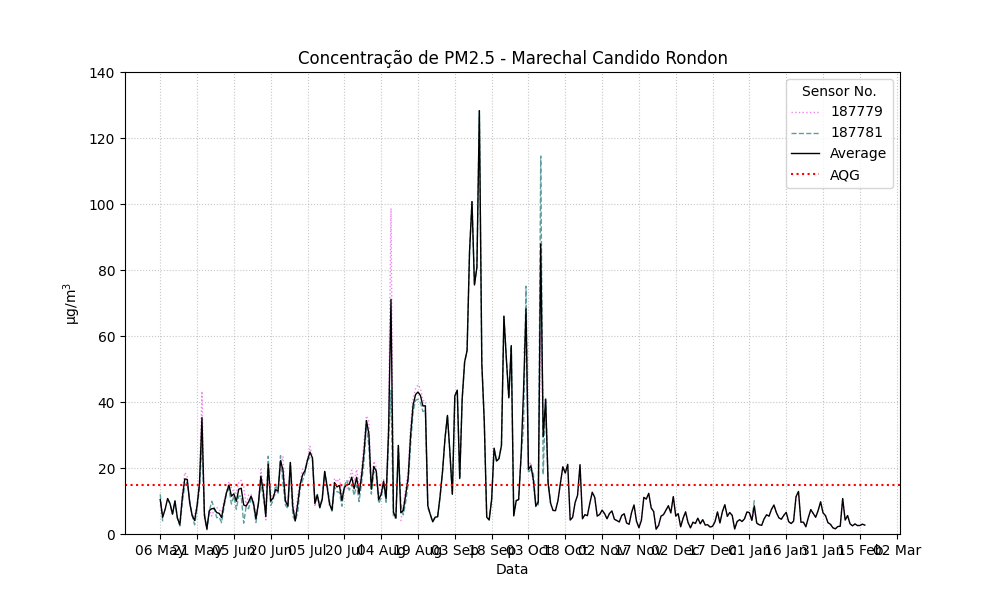 Concentração de PM2.5 - Marechal Candido Rondon
Sensor No.
187779
187781
Average
AQG
140
120
100
80
60
40
20
0
µg/m³
06 May 21 May 05 Jun 20 Jun 05 Jul 20 Jul 04 Aug 19 Aug 03 Sep 18 Sep 03 Oct 18 Oct 02 Nov 17 Nov 02 Dec 17 Dec 01 Jan 16 Jan 31 Jan 15 Feb 02 Mar
Data